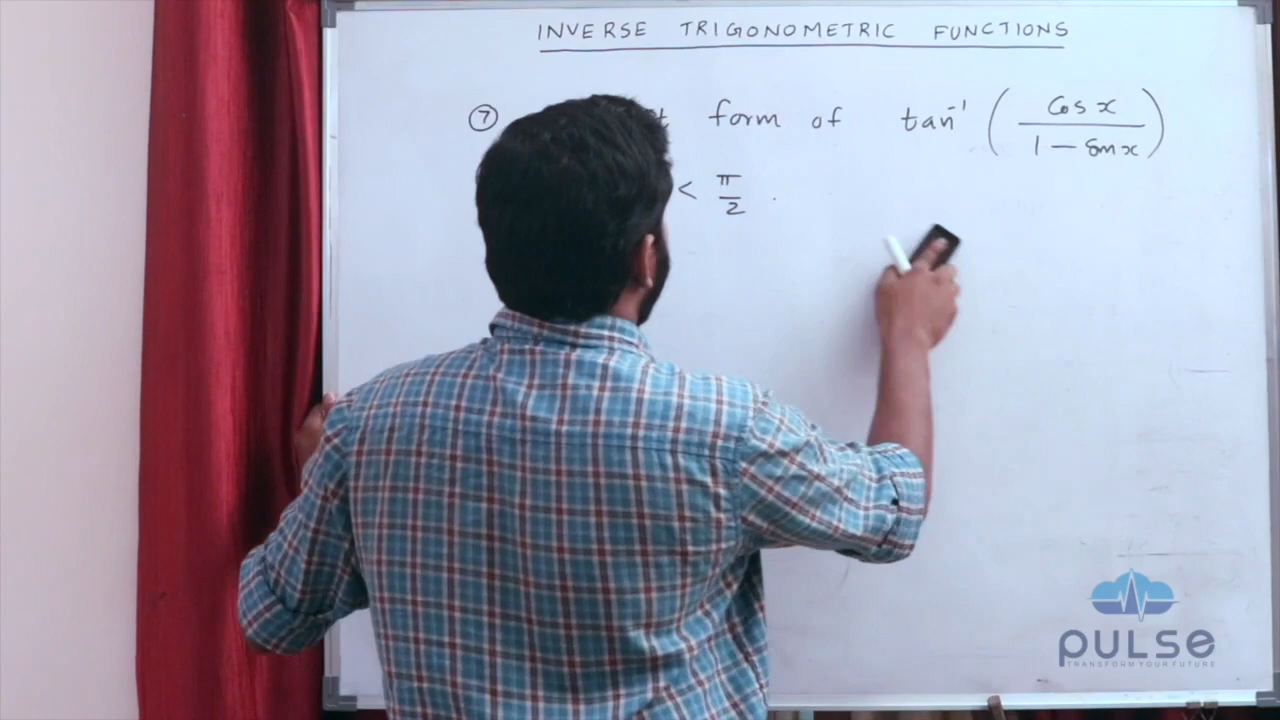 INVERSE TRIGONOMETRIC FUNCTIONS
⑦ form of tan⁻¹ (cos x / 1 - sin x)
< π/2 .
pulse
TRANSFORM YOUR FUTURE